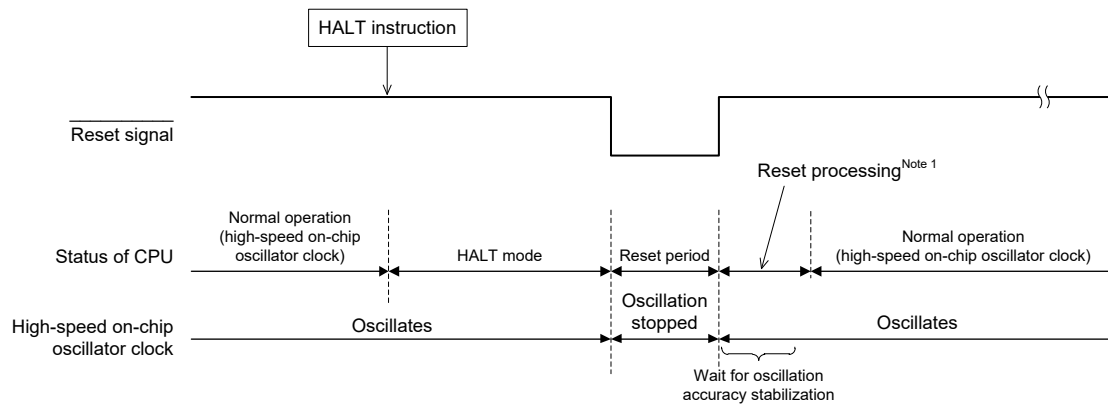 HALT instruction
Reset signal
Reset processing Note 1
Status of CPU
Normal operation
(high-speed on-chip
oscillator clock)
HALT mode
Reset period
Normal operation
(high-speed on-chip oscillator clock)
High-speed on-chip
oscillator clock
Oscillates
Oscillation
stopped
Oscillates
Wait for oscillation
accuracy stabilization